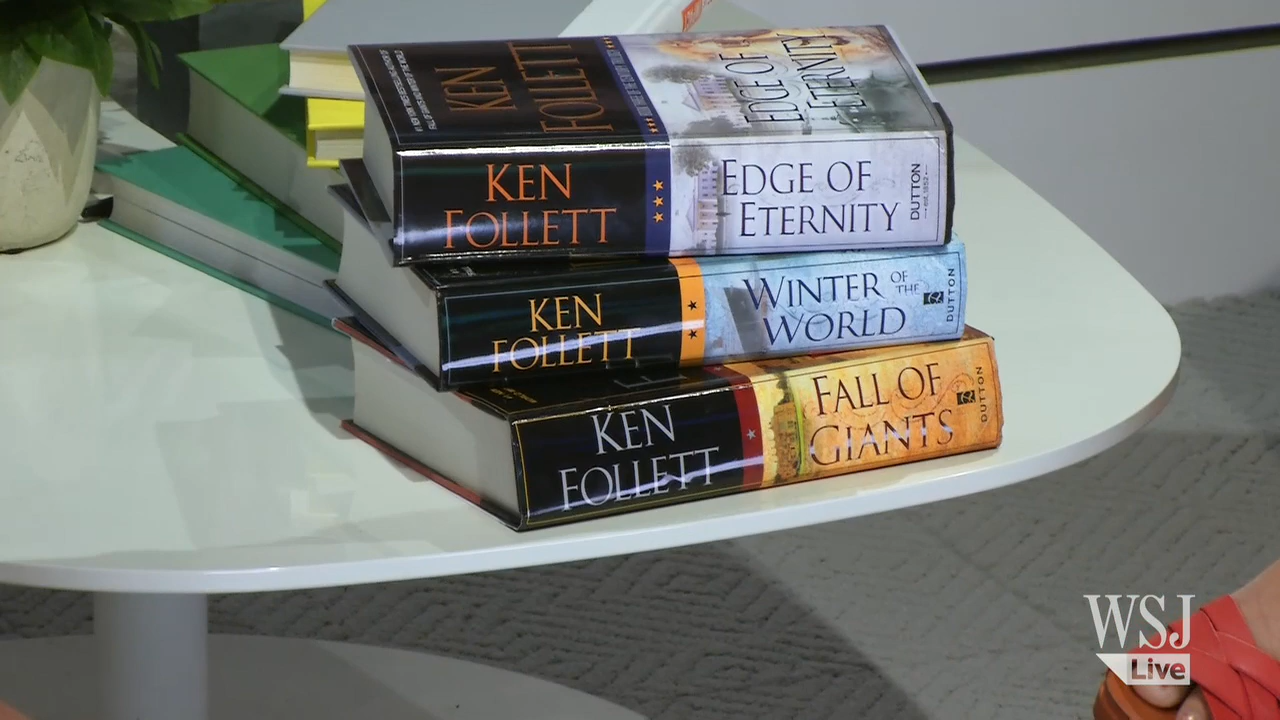 KEN
FOLLETT
EDGE OF
ETERNITY
KEN
FOLLETT
EDGE OF
ETERNITY
DUTTON
KEN
FOLLETT
WINTER OF THE
WORLD
DUTTON
KEN
FOLLETT
FALL OF
GIANTS
DUTTON
WSJ
Live